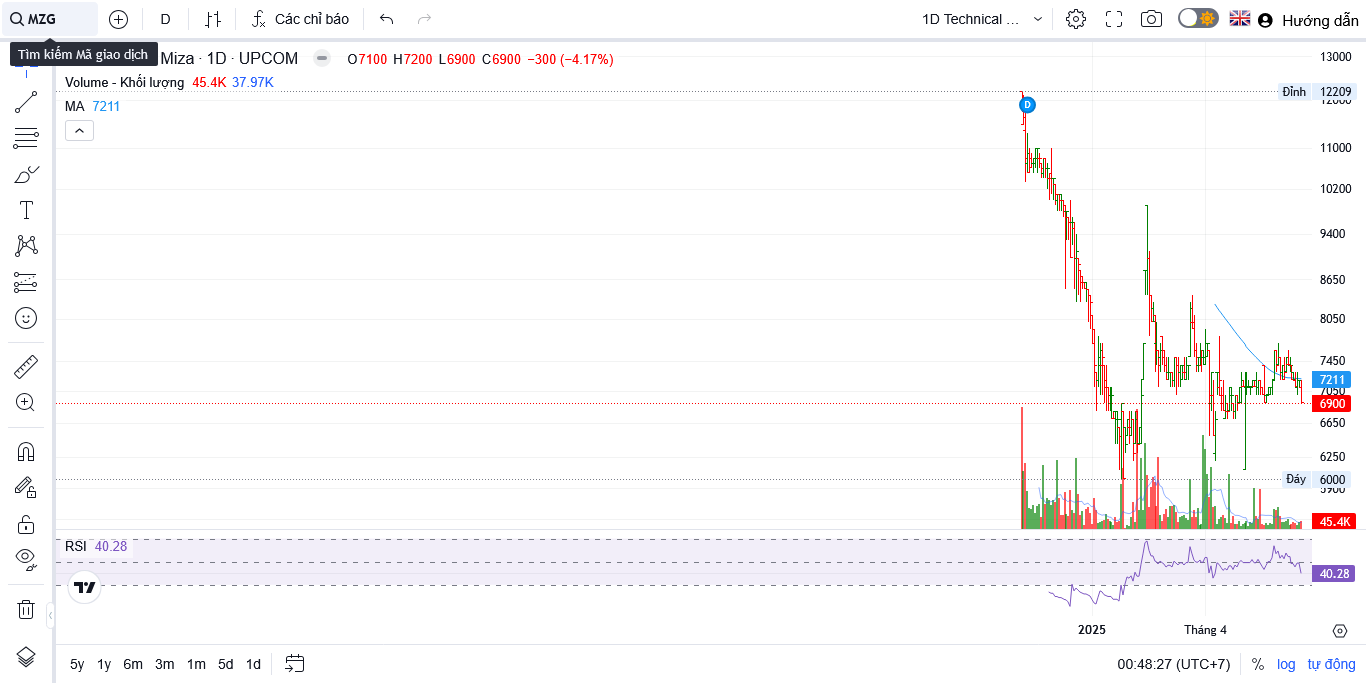 MZG D Các chỉ báo 1D Technical ... Hướng dẫn
Tìm kiếm Mã giao dịch
Miza · 1D · UPCOM O7100 H7200 L6900 C6900 −300 (−4.17%)
Volume - Khối lượng 45.4K 37.97K
MA 7211
D
13000
Đỉnh 12209
12000
11000
10200
9400
8650
8050
7450
7211
7050
6900
6650
6250
Đáy 6000
5900
45.4K
RSI 40.28
40.28
2025 Tháng 4
5y 1y 6m 3m 1m 5d 1d 00:48:27 (UTC+7) % log tự động